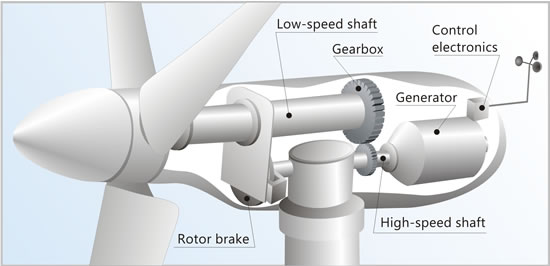 Low-speed shaft
Gearbox
Control
electronics
Generator
High-speed shaft
Rotor brake